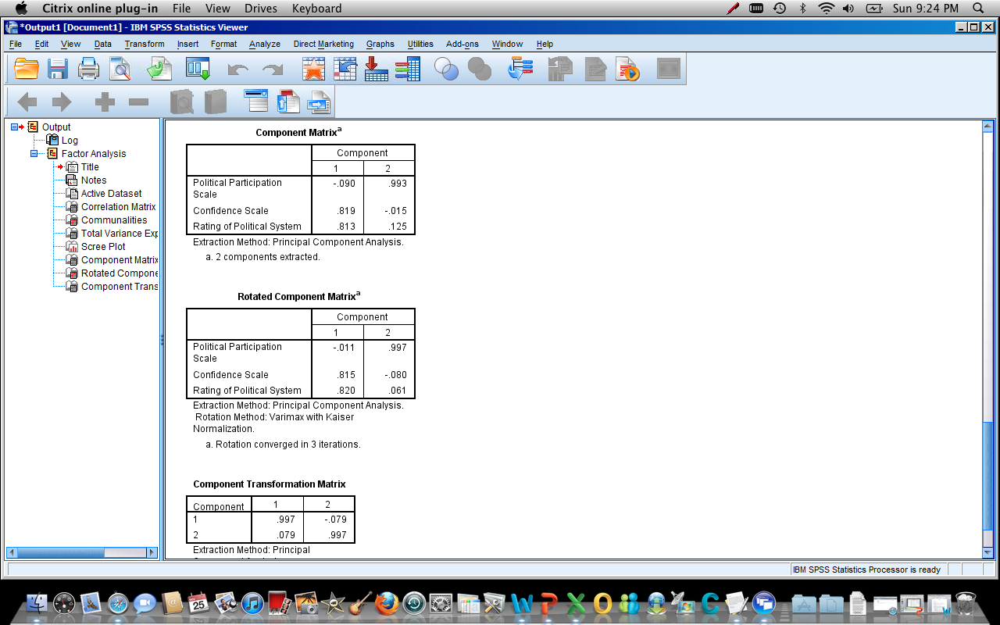 Citrix online plug-in File View Drives Keyboard Sun 9:24 PM
*Output1 [Document1] - IBM SPSS Statistics Viewer
File Edit View Data Transform Insert Format Analyze Direct Marketing Graphs Utilities Add-ons Window Help
Output
Log
Factor Analysis
Title
Notes
Active Dataset
Correlation Matrix
Communalities
Total Variance Exp
Scree Plot
Component Matrix
Rotated Compone
Component Trans
Component Matrixa
Component
1 2
Political Participation
Scale
-.090 .993
Confidence Scale .819 -.015
Rating of Political System .813 .125
Extraction Method: Principal Component Analysis.
a. 2 components extracted.
Rotated Component Matrixa
Component
1 2
Political Participation
Scale
-.011 .997
Confidence Scale .815 -.080
Rating of Political System .820 .061
Extraction Method: Principal Component Analysis.
Rotation Method: Varimax with Kaiser
Normalization.
a. Rotation converged in 3 iterations.
Component Transformation Matrix
Component 1 2
1 .997 -.079
2 .079 .997
Extraction Method: Principal
IBM SPSS Statistics Processor is ready
25